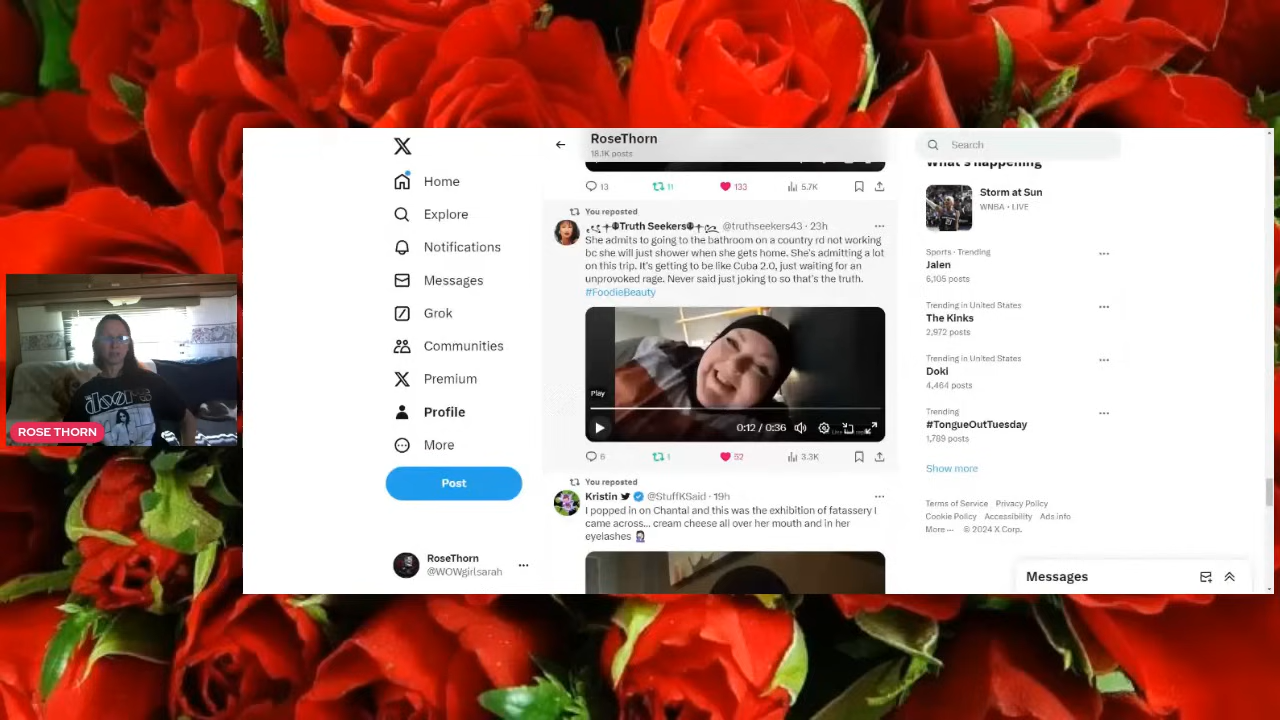 RoseThorn
18.1K posts
Search
What's happening
Home
Explore
Notifications
Messages
Grok
Communities
Premium
Profile
More
Post
RoseThorn
@WOWgirlsarah
13
11
133
5.7K
You reposted
Truth Seekers @truthseekers43 · 23h
She admits to going to the bathroom on a country rd not working
bc she will just shower when she gets home. She's admitting a lot
on this trip. It's getting to be like Cuba 2.0, just waiting for an
unprovoked rage. Never said just joking to so that's the truth.
#FoodieBeauty
Play
0:12 / 0:36
6
1
52
3.3K
You reposted
Kristin @StuffKSaid · 19h
I popped in on Chantal and this was the exhibition of fatassery I
came across... cream cheese all over her mouth and in her
eyelashes
Storm at Sun
WNBA · LIVE
Sports · Trending
Jalen
6,105 posts
Trending in United States
The Kinks
2,972 posts
Trending in United States
Doki
4,464 posts
Trending
#TongueOutTuesday
1,789 posts
Show more
Terms of Service Privacy Policy
Cookie Policy Accessibility Ads info
More ··· © 2024 X Corp.
Messages
the Doors
ROSE THORN